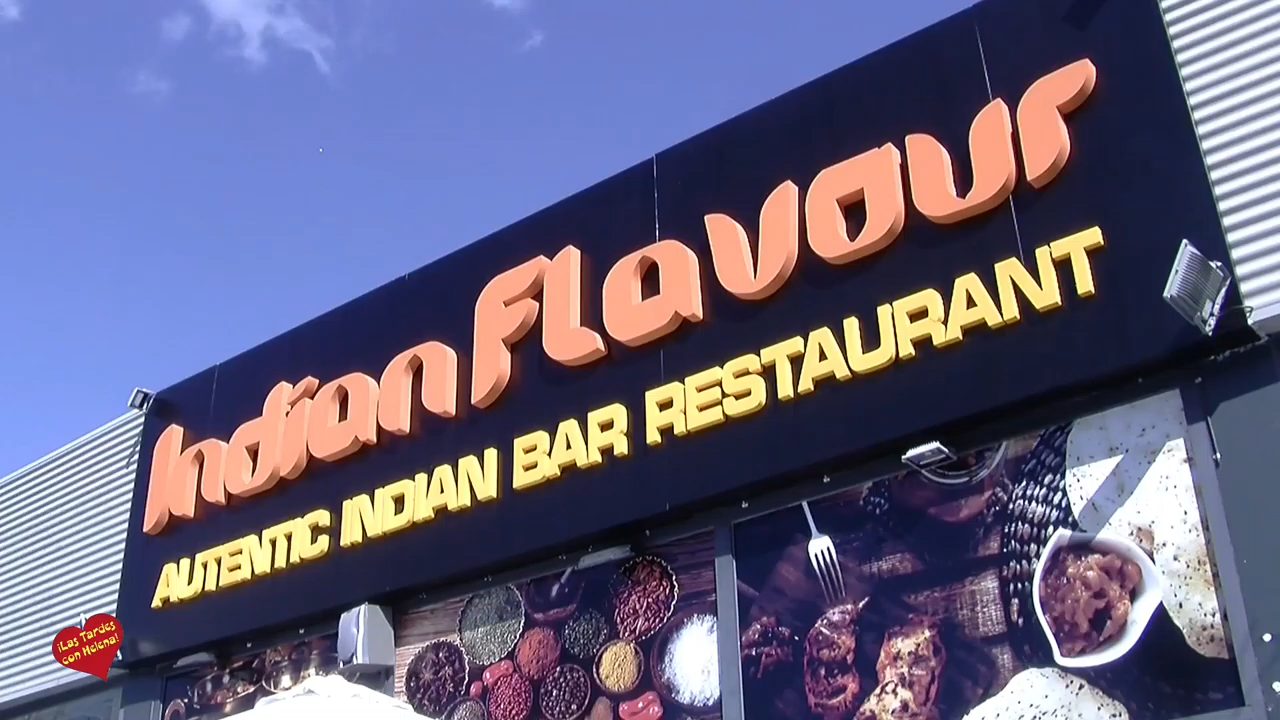 Indian Flavour
AUTENTIC INDIAN BAR RESTAURANT
¡Las Tardes
con Helena!